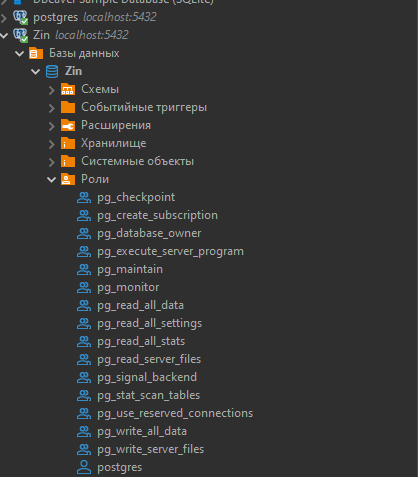 DBeaver Sample Database (SQLite)
postgres localhost:5432
Zin localhost:5432
Базы данных
Zin
Схемы
Событийные триггеры
Расширения
Хранилище
Системные объекты
Роли
pg_checkpoint
pg_create_subscription
pg_database_owner
pg_execute_server_program
pg_maintain
pg_monitor
pg_read_all_data
pg_read_all_settings
pg_read_all_stats
pg_read_server_files
pg_signal_backend
pg_stat_scan_tables
pg_use_reserved_connections
pg_write_all_data
pg_write_server_files
postgres